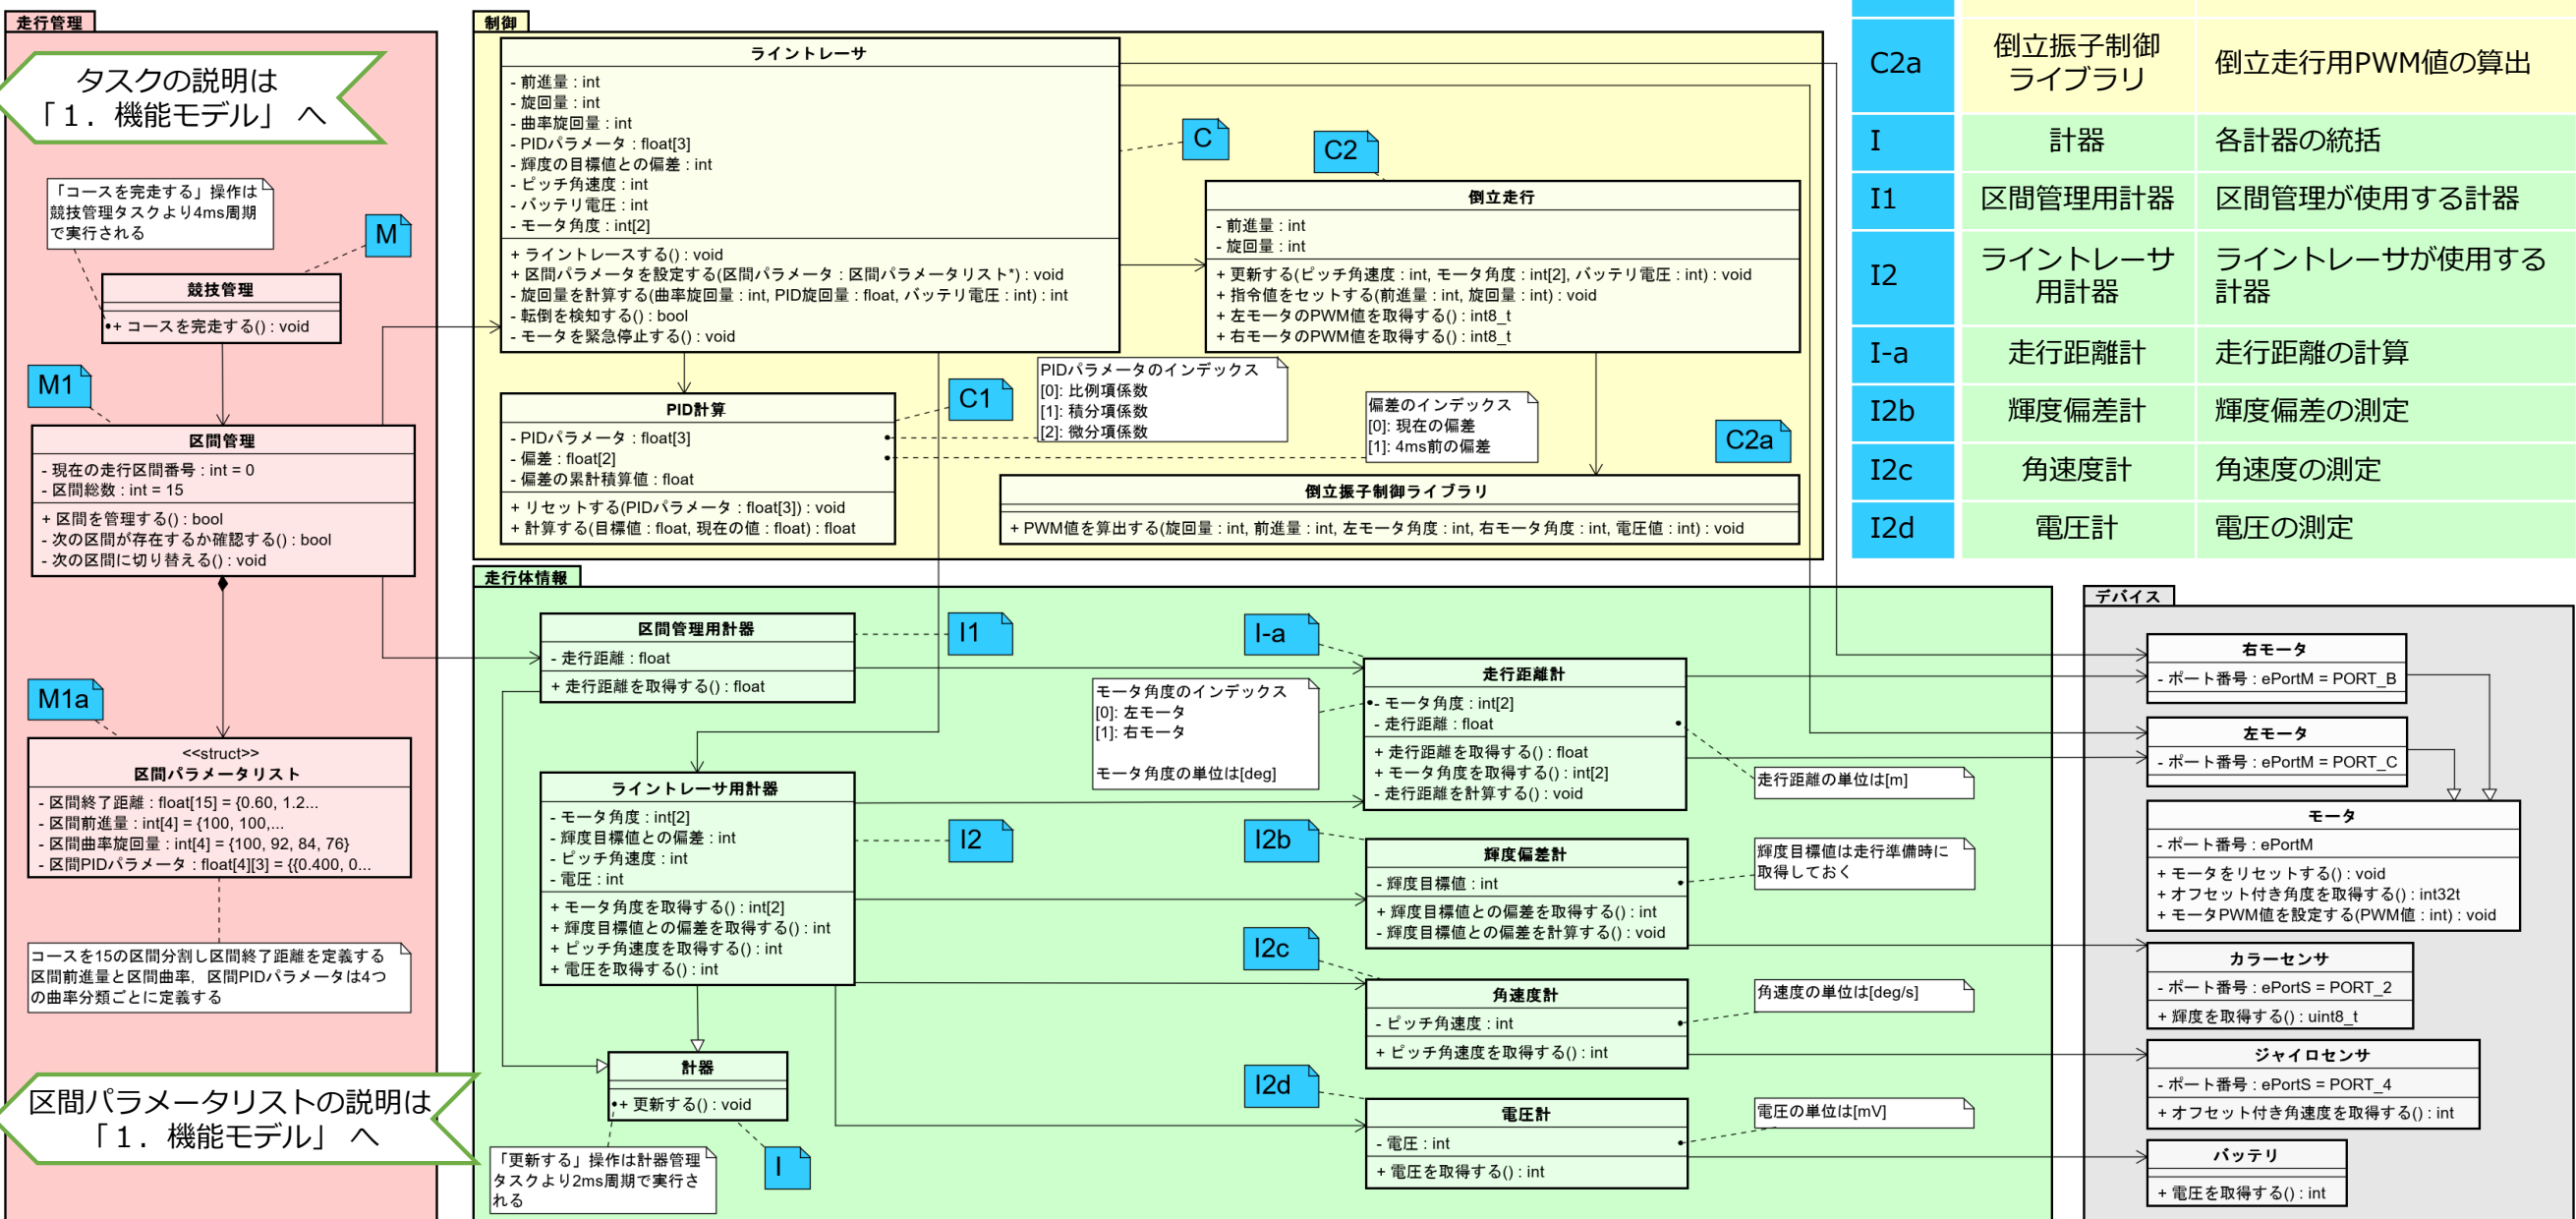 走行管理
タスクの説明は
「１．機能モデル」 へ
「コースを完走する」操作は
競技管理タスクより4ms周期
で実行される
M
競技管理
+ コースを完走する() : void
M1
区間管理
- 現在の走行区間番号 : int = 0
- 区間総数 : int = 15
+ 区間を管理する() : bool
- 次の区間が存在するか確認する() : bool
- 次の区間に切り替える() : void
M1a
<<struct>>
区間パラメータリスト
- 区間終了距離 : float[15] = {0.60, 1.2...
- 区間前進量 : int[4] = {100, 100,...
- 区間曲率旋回量 : int[4] = {100, 92, 84, 76}
- 区間PIDパラメータ : float[4][3] = {{0.400, 0...
コースを15の区間分割し区間終了距離を定義する
区間前進量と区間曲率，区間PIDパラメータは4つ
の曲率分類ごとに定義する
区間パラメータリストの説明は
「１．機能モデル」 へ
制御
ライントレーサ
- 前進量 : int
- 旋回量 : int
- 曲率旋回量 : int
- PIDパラメータ : float[3]
- 輝度の目標値との偏差 : int
- ピッチ角速度 : int
- バッテリ電圧 : int
- モータ角度 : int[2]
+ ライントレースする() : void
+ 区間パラメータを設定する(区間パラメータ : 区間パラメータリスト*) : void
- 旋回量を計算する(曲率旋回量 : int, PID旋回量 : float, バッテリ電圧 : int) : int
- 転倒を検知する() : bool
- モータを緊急停止する() : void
C
C2
倒立走行
- 前進量 : int
- 旋回量 : int
+ 更新する(ピッチ角速度 : int, モータ角度 : int[2], バッテリ電圧 : int) : void
+ 指令値をセットする(前進量 : int, 旋回量 : int) : void
+ 左モータのPWM値を取得する() : int8_t
+ 右モータのPWM値を取得する() : int8_t
PID計算
- PIDパラメータ : float[3]
- 偏差 : float[2]
- 偏差の累計積算値 : float
+ リセットする(PIDパラメータ : float[3]) : void
+ 計算する(目標値 : float, 現在の値 : float) : float
C1
PIDパラメータのインデックス
[0]: 比例項係数
[1]: 積分項係数
[2]: 微分項係数
偏差のインデックス
[0]: 現在の偏差
[1]: 4ms前の偏差
C2a
倒立振子制御ライブラリ
+ PWM値を算出する(旋回量 : int, 前進量 : int, 左モータ角度 : int, 右モータ角度 : int, 電圧値 : int) : void
C2a
倒立振子制御
ライブラリ
倒立走行用PWM値の算出
I
計器
各計器の統括
I1
区間管理用計器
区間管理が使用する計器
I2
ライントレーサ
用計器
ライントレーサが使用する
計器
I-a
走行距離計
走行距離の計算
I2b
輝度偏差計
輝度偏差の測定
I2c
角速度計
角速度の測定
I2d
電圧計
電圧の測定
走行体情報
区間管理用計器
- 走行距離 : float
+ 走行距離を取得する() : float
I1
ライントレーサ用計器
- モータ角度 : int[2]
- 輝度目標値との偏差 : int
- ピッチ角速度 : int
- 電圧 : int
+ モータ角度を取得する() : int[2]
+ 輝度目標値との偏差を取得する() : int
+ ピッチ角速度を取得する() : int
+ 電圧を取得する() : int
I2
計器
+ 更新する() : void
「更新する」操作は計器管理
タスクより2ms周期で実行さ
れる
I
I-a
モータ角度のインデックス
[0]: 左モータ
[1]: 右モータ
モータ角度の単位は[deg]
走行距離計
- モータ角度 : int[2]
- 走行距離 : float
+ 走行距離を取得する() : float
+ モータ角度を取得する() : int[2]
- 走行距離を計算する() : void
走行距離の単位は[m]
I2b
輝度偏差計
- 輝度目標値 : int
+ 輝度目標値との偏差を取得する() : int
- 輝度目標値との偏差を計算する() : void
輝度目標値は走行準備時に
取得しておく
I2c
角速度計
- ピッチ角速度 : int
+ ピッチ角速度を取得する() : int
角速度の単位は[deg/s]
I2d
電圧計
- 電圧 : int
+ 電圧を取得する() : int
電圧の単位は[mV]
デバイス
右モータ
- ポート番号 : ePortM = PORT_B
左モータ
- ポート番号 : ePortM = PORT_C
モータ
- ポート番号 : ePortM
+ モータをリセットする() : void
+ オフセット付き角度を取得する() : int32t
+ モータPWM値を設定する(PWM値 : int) : void
カラーセンサ
- ポート番号 : ePortS = PORT_2
+ 輝度を取得する() : uint8_t
ジャイロセンサ
- ポート番号 : ePortS = PORT_4
+ オフセット付き角速度を取得する() : int
バッテリ
+ 電圧を取得する() : int